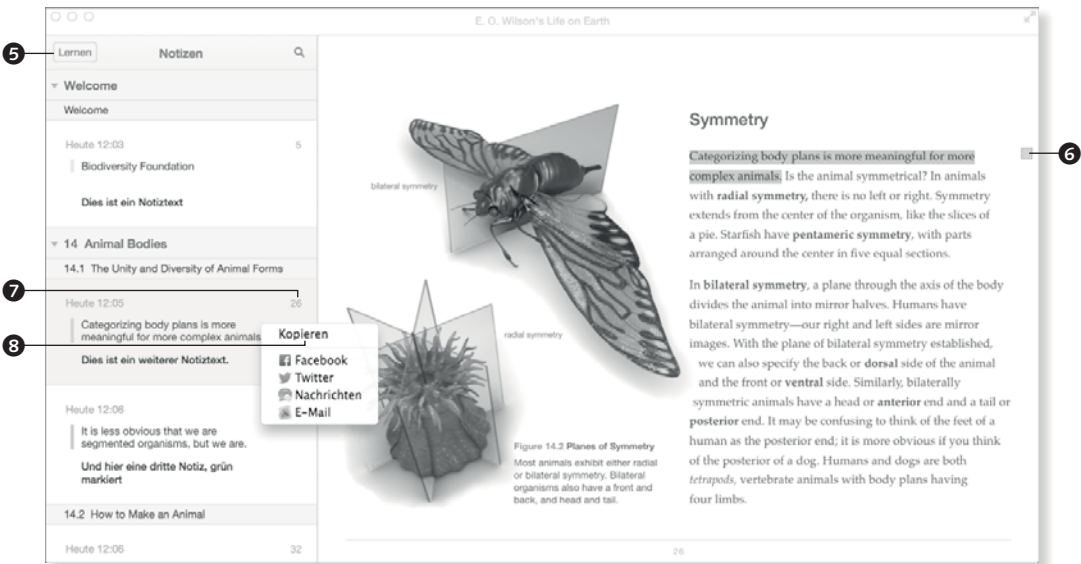 E. O. Wilson's Life on Earth
5
Lernen
Notizen
Welcome
Welcome
Heute 12:03
5
Biodiversity Foundation
Dies ist ein Notiztext
14 Animal Bodies
14.1 The Unity and Diversity of Animal Forms
7
Heute 12:05
26
Categorizing body plans is more
meaningful for more complex animals
8
Dies ist ein weiterer Notiztext.
Kopieren
Facebook
Twitter
Nachrichten
E-Mail
Heute 12:06
It is less obvious that we are
segmented organisms, but we are.
Und hier eine dritte Notiz, grün
markiert
14.2 How to Make an Animal
Heute 12:06
32
bilateral symmetry
radial symmetry
Figure 14.2 Planes of Symmetry
Most animals exhibit either radial
or bilateral symmetry. Bilateral
organisms also have a front and
back, and head and tail.
Symmetry
6
Categorizing body plans is more meaningful for more
complex animals. Is the animal symmetrical? In animals
with radial symmetry, there is no left or right. Symmetry
extends from the center of the organism, like the slices of
a pie. Starfish have pentameric symmetry, with parts
arranged around the center in five equal sections.
In bilateral symmetry, a plane through the axis of the body
divides the animal into mirror halves. Humans have
bilateral symmetry—our right and left sides are mirror
images. With the plane of bilateral symmetry established,
we can also specify the back or dorsal side of the animal
and the front or ventral side. Similarly, bilaterally
symmetric animals have a head or anterior end and a tail or
posterior end. It may be confusing to think of the feet of a
human as the posterior end; it is more obvious if you think
of the posterior of a dog. Humans and dogs are both
tetrapods, vertebrate animals with body plans having
four limbs.
26